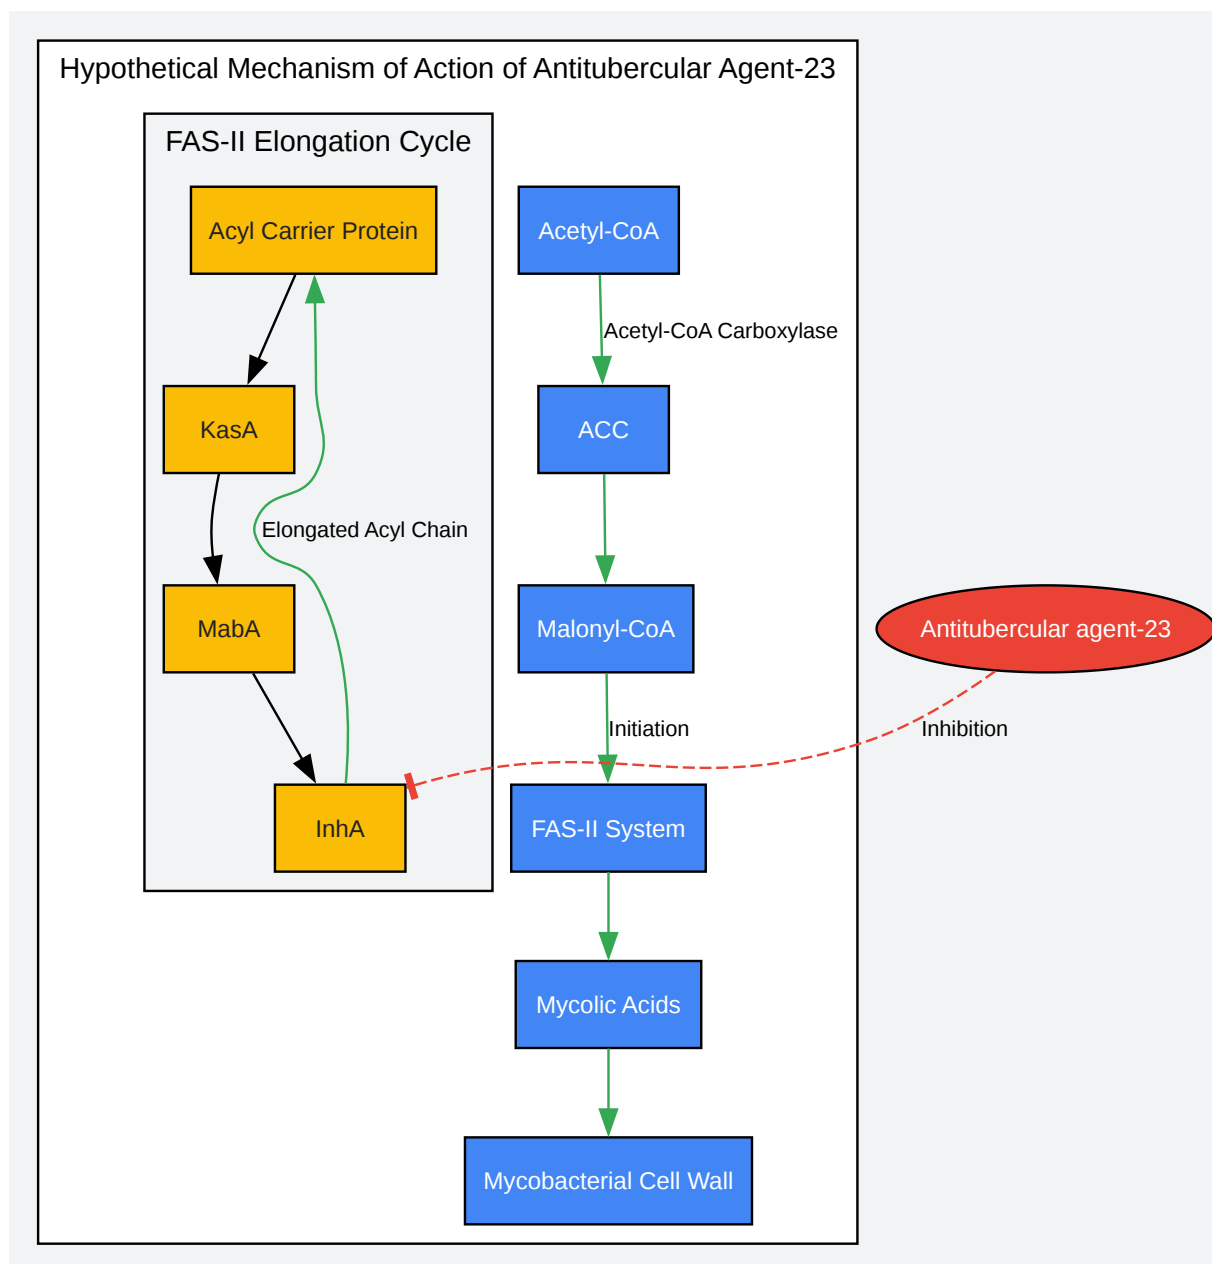 Hypothetical Mechanism of Action of Antitubercular Agent-23
FAS-II Elongation Cycle
Acyl Carrier Protein
Acetyl-CoA
Acetyl-CoA Carboxylase
KasA
ACC
Elongated Acyl Chain
MabA
Malonyl-CoA
Antitubercular agent-23
Initiation
Inhibition
InhA
FAS-II System
Mycolic Acids
Mycobacterial Cell Wall